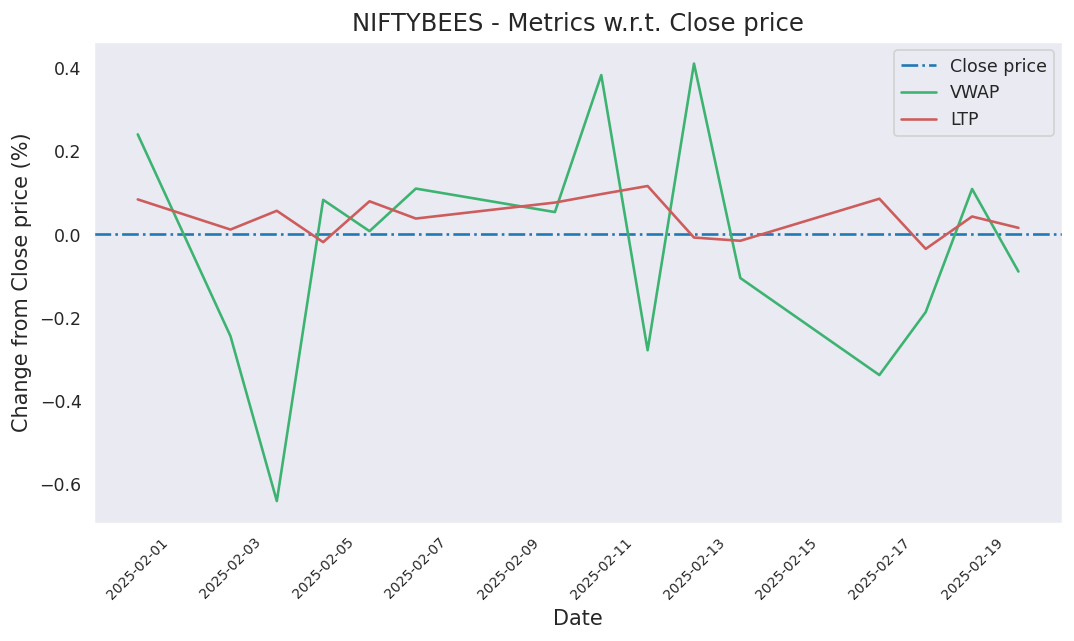 NIFTYBEES - Metrics w.r.t. Close price
Close price
VWAP
LTP
Change from Close price (%)
0.4
0.2
0.0
−0.2
−0.4
−0.6
2025-02-01
2025-02-03
2025-02-05
2025-02-07
2025-02-09
2025-02-11
2025-02-13
2025-02-15
2025-02-17
2025-02-19
Date